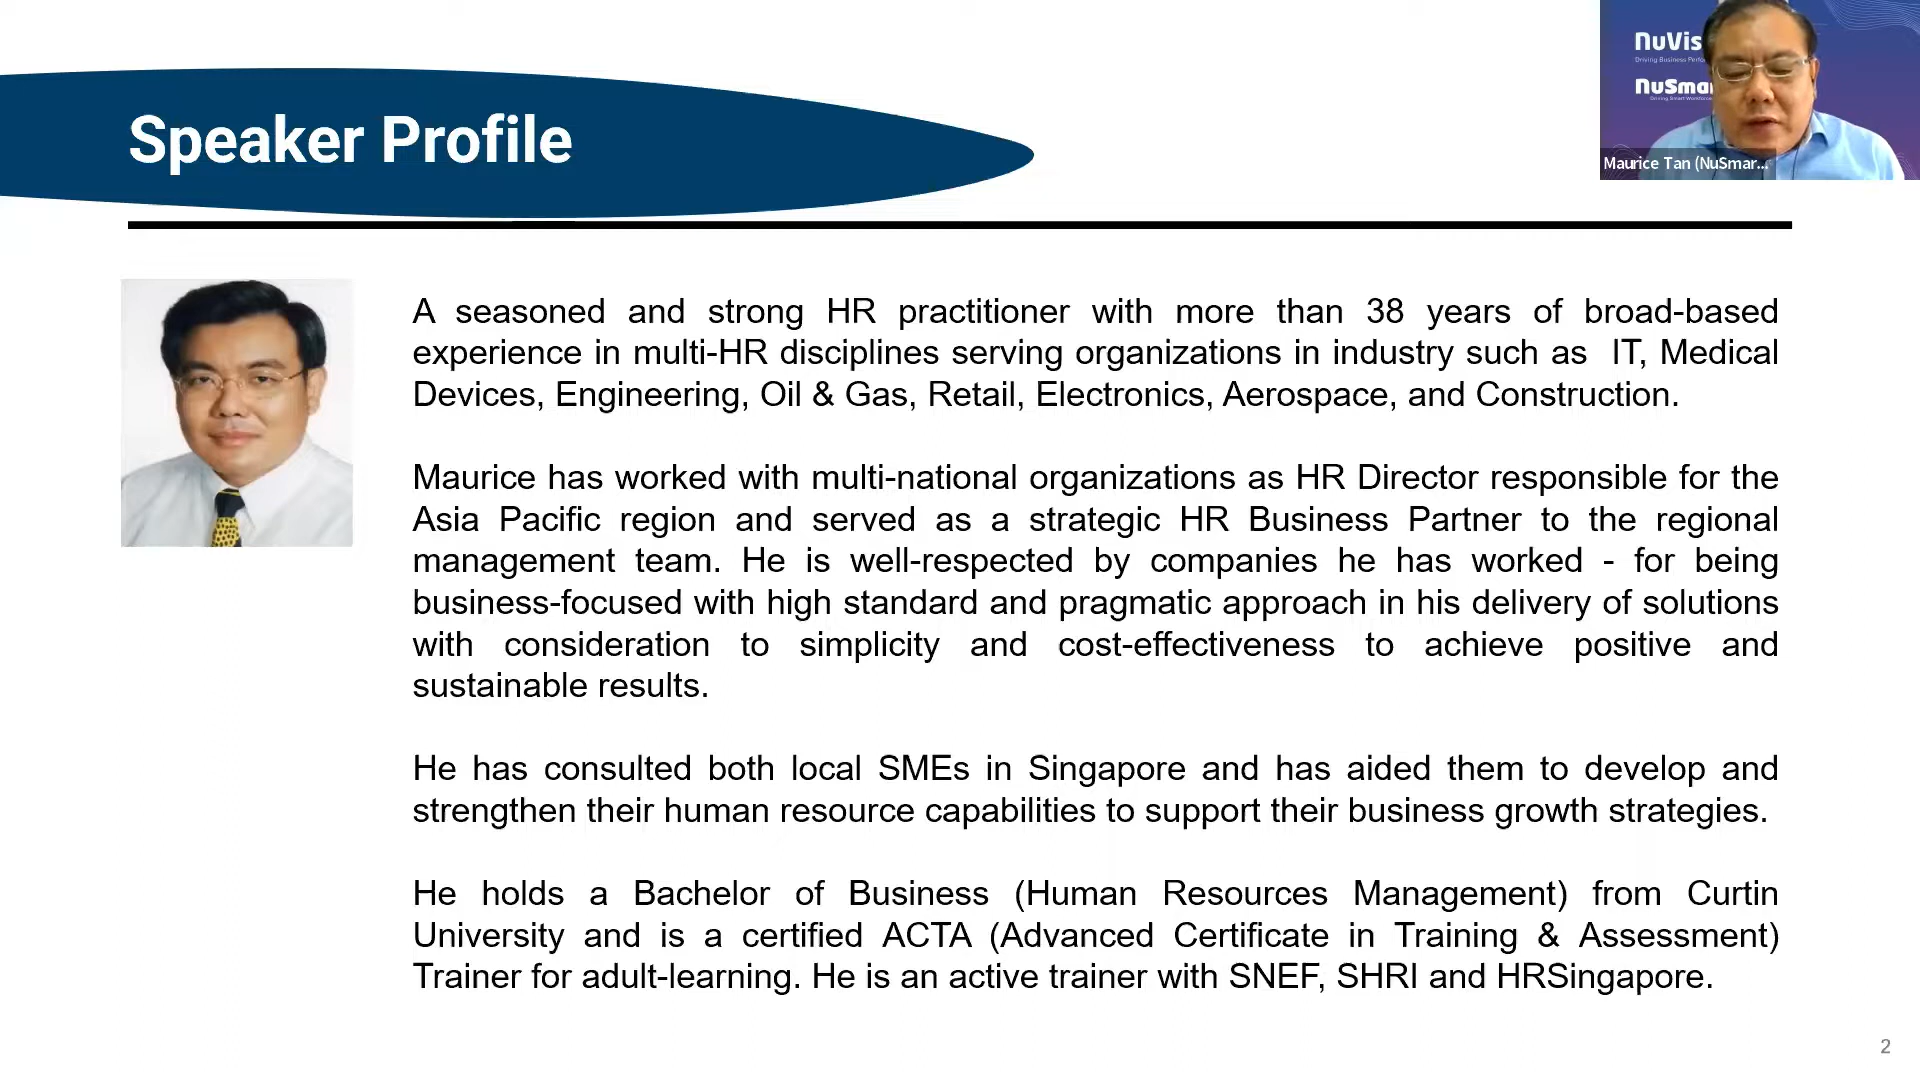 NuVis
Driving Business Perfo
NuSmar
Driving Smart Workforce
Maurice Tan (NuSmar...
Speaker Profile
A seasoned and strong HR practitioner with more than 38 years of broad-based
experience in multi-HR disciplines serving organizations in industry such as IT, Medical
Devices, Engineering, Oil & Gas, Retail, Electronics, Aerospace, and Construction.
Maurice has worked with multi-national organizations as HR Director responsible for the
Asia Pacific region and served as a strategic HR Business Partner to the regional
management team. He is well-respected by companies he has worked - for being
business-focused with high standard and pragmatic approach in his delivery of solutions
with consideration to simplicity and cost-effectiveness to achieve positive and
sustainable results.
He has consulted both local SMEs in Singapore and has aided them to develop and
strengthen their human resource capabilities to support their business growth strategies.
He holds a Bachelor of Business (Human Resources Management) from Curtin
University and is a certified ACTA (Advanced Certificate in Training & Assessment)
Trainer for adult-learning. He is an active trainer with SNEF, SHRI and HRSingapore.
2